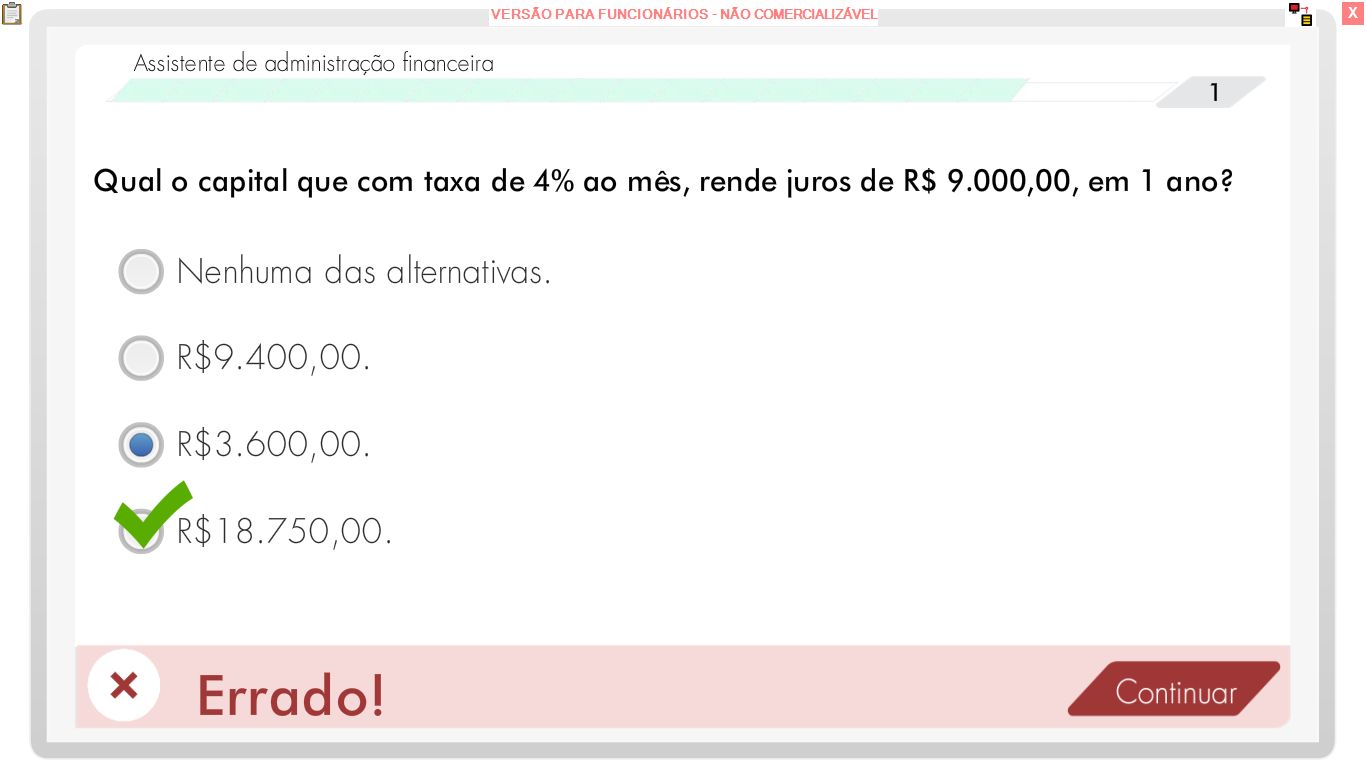 VERSÃO PARA FUNCIONÁRIOS - NÃO COMERCIALIZÁVEL
X
Assistente de administração financeira
1
Qual o capital que com taxa de 4% ao mês, rende juros de R$ 9.000,00, em 1 ano?
Nenhuma das alternativas.
R$9.400,00.
R$3.600,00.
R$18.750,00.
Errado!
Continuar